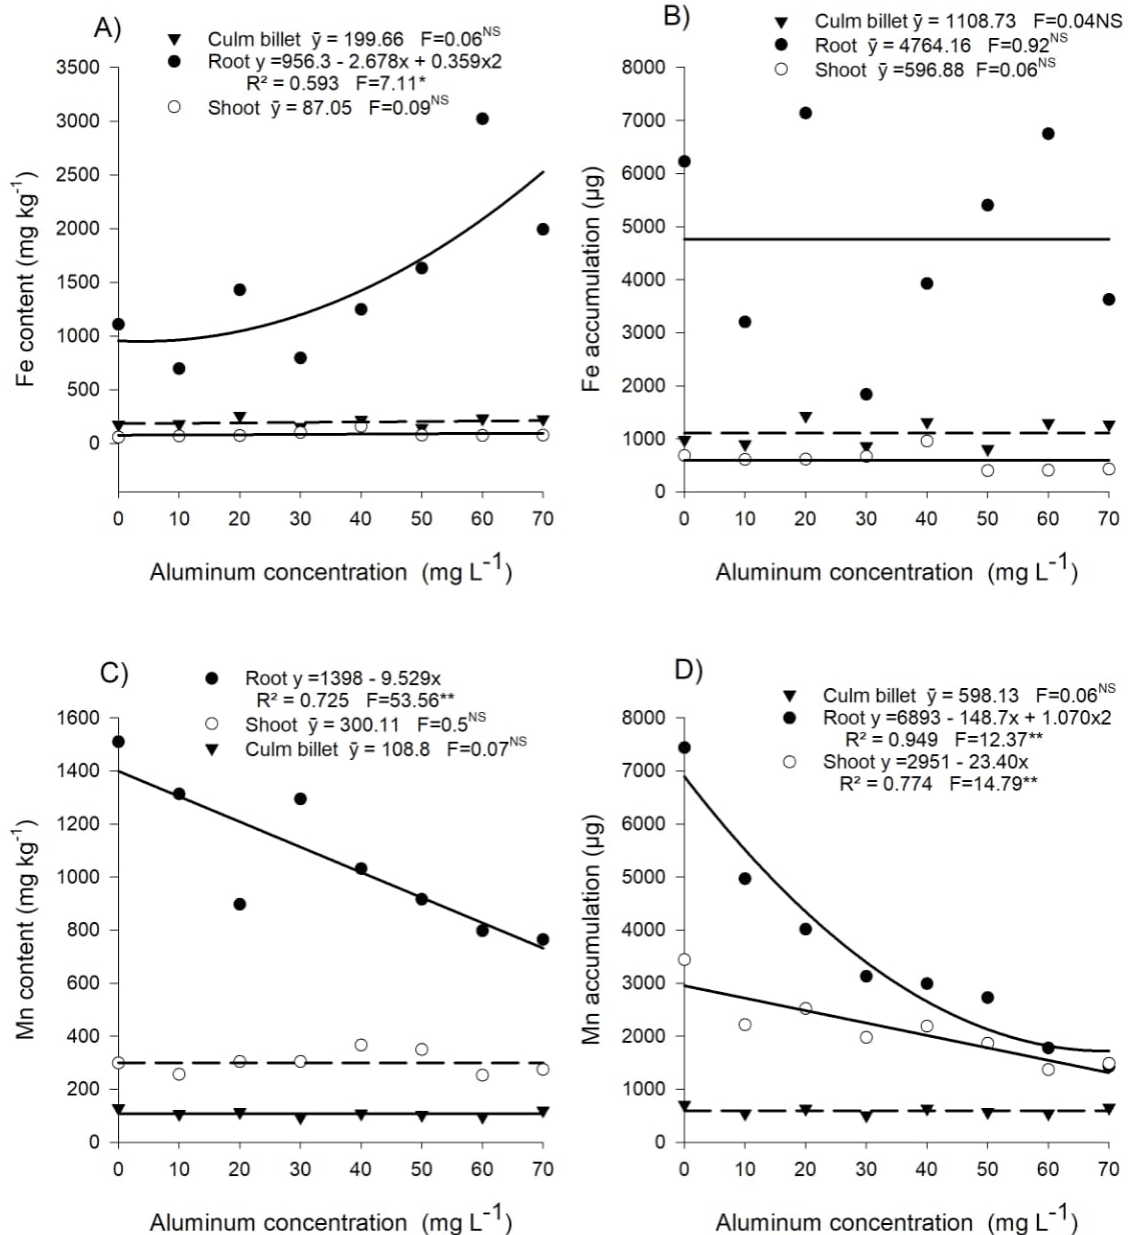 A)
Culm billet ȳ = 199.66 F=0.06NS
Root y =956.3 - 2.678x + 0.359x2
R² = 0.593 F=7.11*
Shoot ȳ = 87.05 F=0.09NS
3500
3000
2500
2000
1500
1000
500
0
Fe content (mg kg-1)
0 10 20 30 40 50 60 70
Aluminum concentration (mg L-1)
B)
Culm billet ȳ = 1108.73 F=0.04NS
Root ȳ = 4764.16 F=0.92NS
Shoot ȳ =596.88 F=0.06NS
8000
7000
6000
5000
4000
3000
2000
1000
0
Fe accumulation (µg)
0 10 20 30 40 50 60 70
Aluminum concentration (mg L-1)
C)
Root y =1398 - 9.529x
R² = 0.725 F=53.56**
Shoot ȳ = 300.11 F=0.5NS
Culm billet ȳ = 108.8 F=0.07NS
1600
1400
1200
1000
800
600
400
200
0
Mn content (mg kg-1)
0 10 20 30 40 50 60 70
Aluminum concentration (mg L-1)
D)
Culm billet ȳ = 598.13 F=0.06NS
Root y =6893 - 148.7x + 1.070x2
R² = 0.949 F=12.37**
Shoot y =2951 - 23.40x
R² = 0.774 F=14.79**
8000
7000
6000
5000
4000
3000
2000
1000
0
Mn accumulation (µg)
0 10 20 30 40 50 60 70
Aluminum concentration (mg L-1)